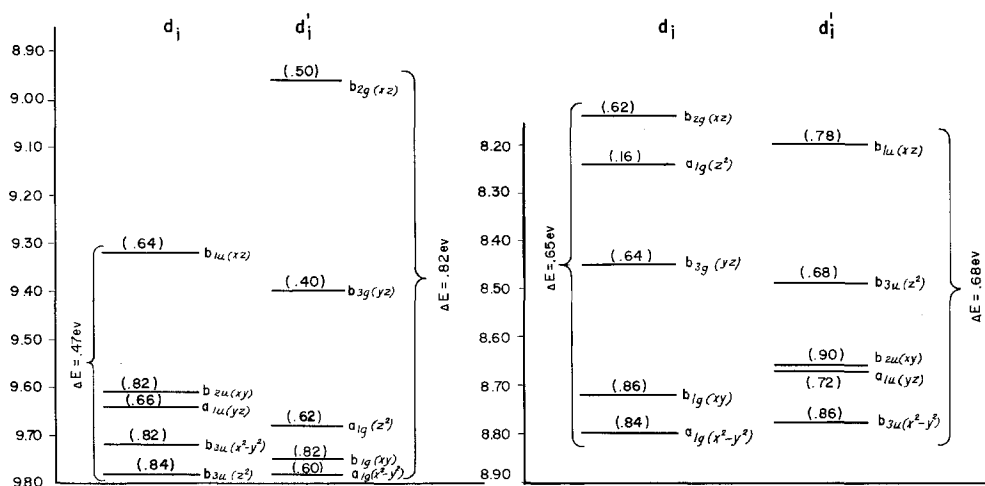 d j
d i '
8.90
9.00
9.10
9.20
9.30
9.40
9.50
9.60
9.70
9.80
(.64) b1u (xz)
(.82) b2u (xy)
(.66) a1u (yz)
(.82) b3u (x²-y²)
(.84) b3u (z²)
ΔE = .47ev
(.50) b2g (xz)
(.40) b3g (yz)
(.62) a1g (z²)
(.82) b1g (xy)
(.60) a1g (x²-y²)
ΔE = .82ev
d j
d i '
8.20
8.30
8.40
8.50
8.60
8.70
8.80
8.90
(.62) b2g (xz)
(.16) a1g (z²)
(.64) b3g (yz)
(.86) b1g (xy)
(.84) a1g (x²-y²)
ΔE = .65ev
(.78) b1u (xz)
(.68) b3u (z²)
(.90) b2u (xy)
(.72) a1u (yz)
(.86) b3u (x²-y²)
ΔE = .68ev